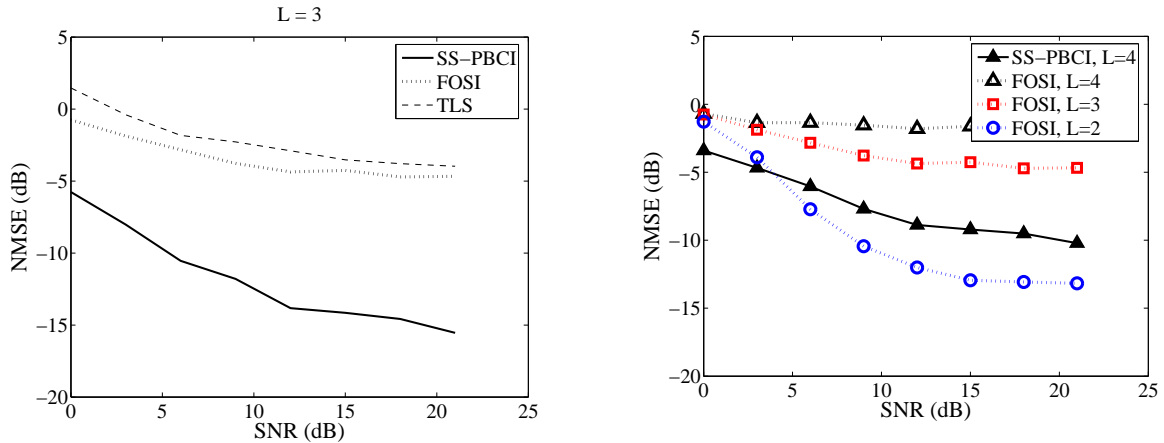 L = 3
5
0
−5
−10
−15
−20
0
5
10
15
20
25
SNR (dB)
NMSE (dB)
SS−PBCI
FOSI
TLS
5
0
−5
−10
−15
−20
0
5
10
15
20
25
SNR (dB)
NMSE (dB)
SS−PBCI, L=4
FOSI, L=4
FOSI, L=3
FOSI, L=2